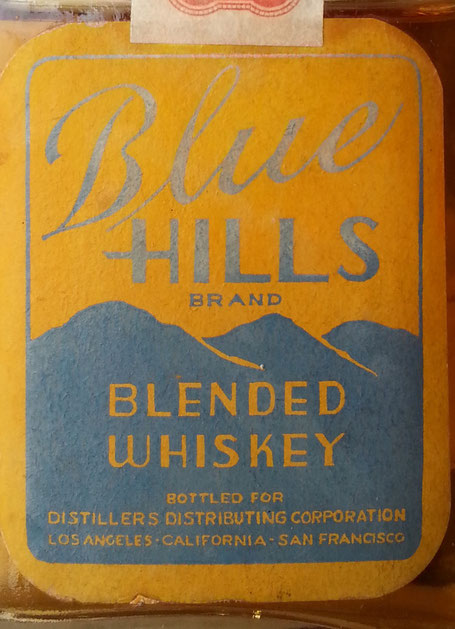 Blue
HILLS
BRAND
BLENDED
WHISKEY
BOTTLED FOR
DISTILLERS DISTRIBUTING CORPORATION
LOS ANGELES - CALIFORNIA - SAN FRANCISCO